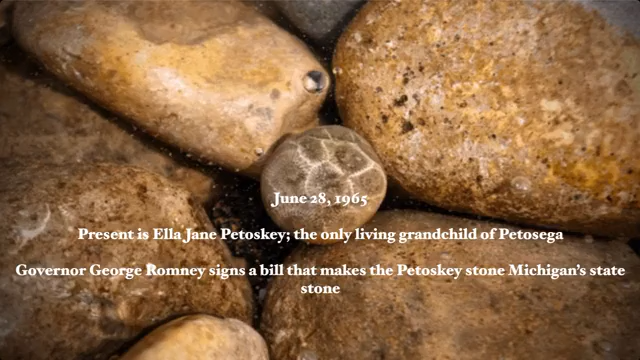 June 28, 1965
Present is Ella Jane Petoskey; the only living grandchild of Petosega
Governor George Romney signs a bill that makes the Petoskey stone Michigan's state
stone